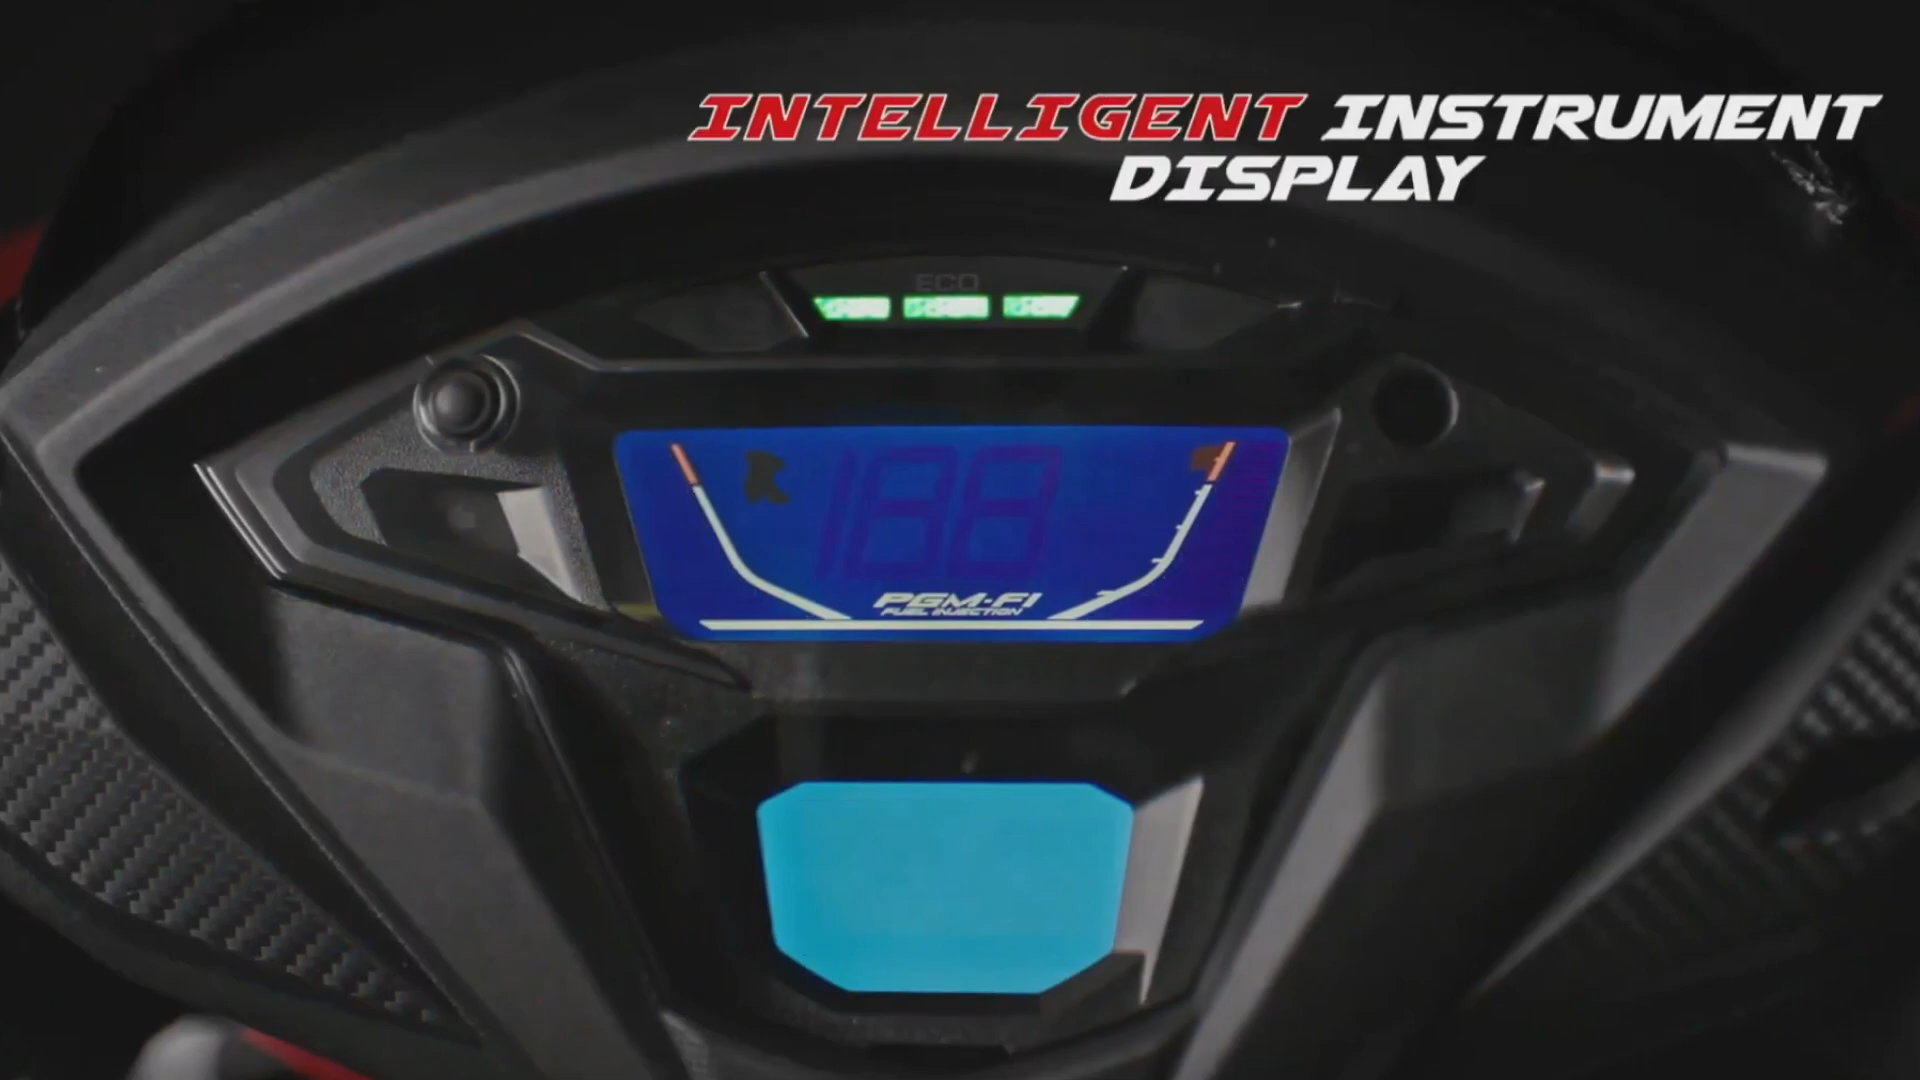 INTELLIGENT INSTRUMENT
DISPLAY
ECO
188
PGM-FI
FUEL INJECTION